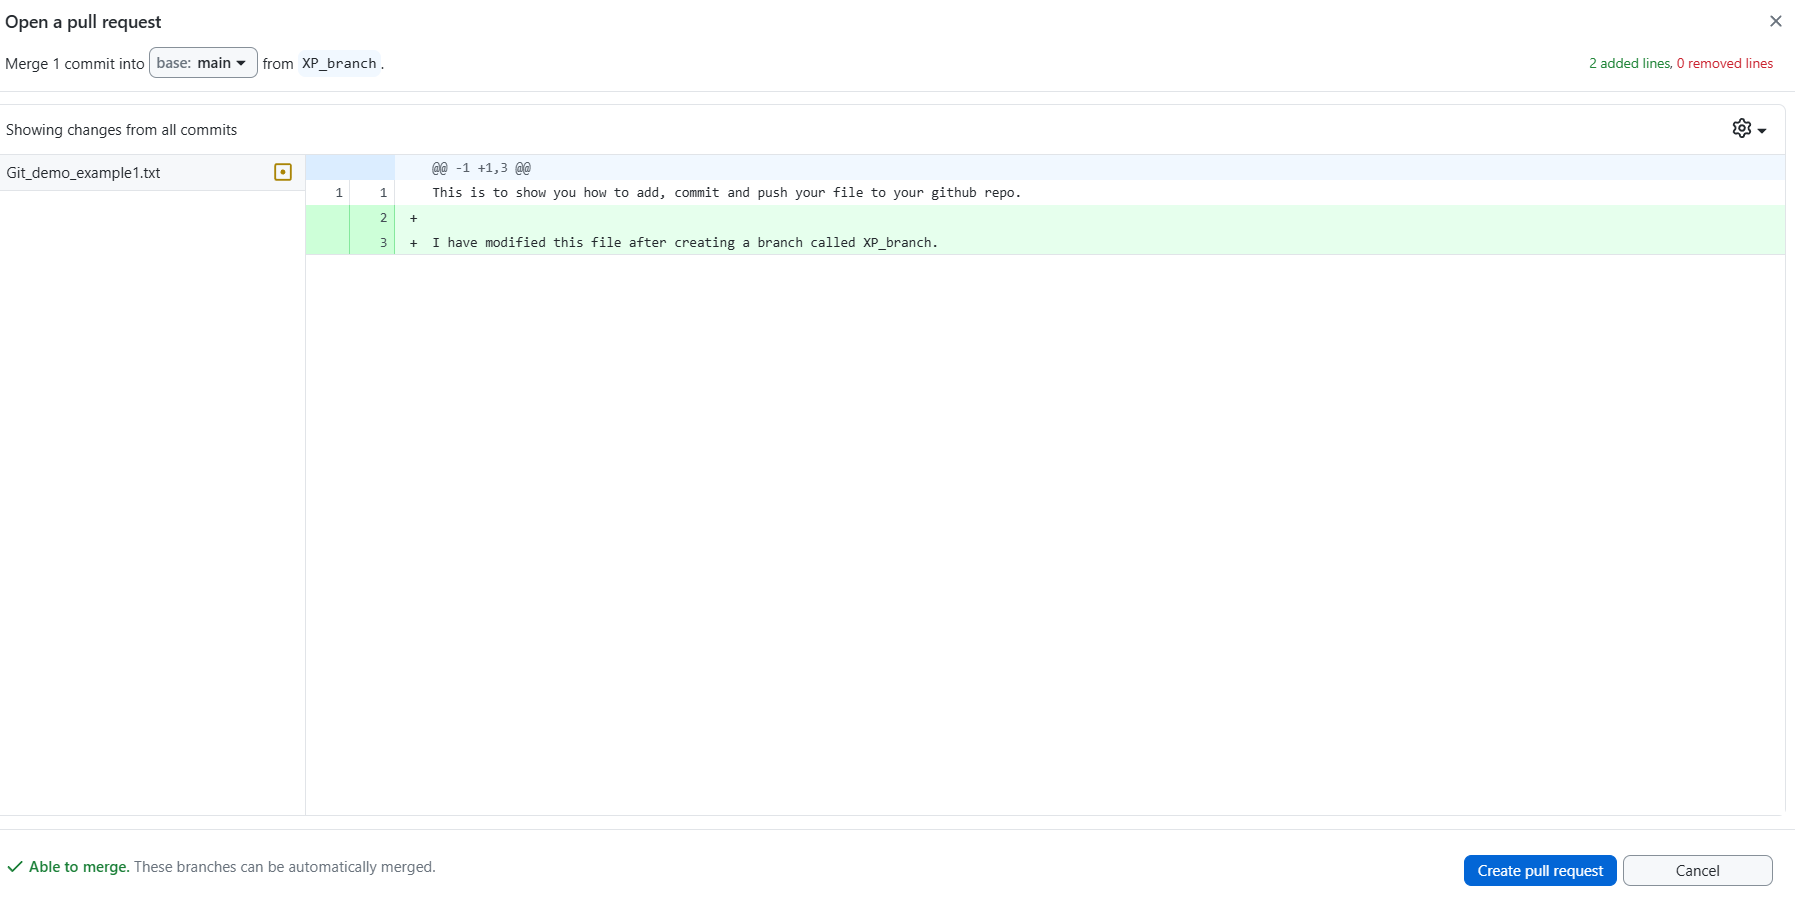 Open a pull request
Merge 1 commit into base: main from XP_branch.
2 added lines, 0 removed lines
Showing changes from all commits
Git_demo_example1.txt
@@ -1 +1,3 @@
1 1 This is to show you how to add, commit and push your file to your github repo.
2 +
3 + I have modified this file after creating a branch called XP_branch.
Able to merge. These branches can be automatically merged.
Create pull request
Cancel